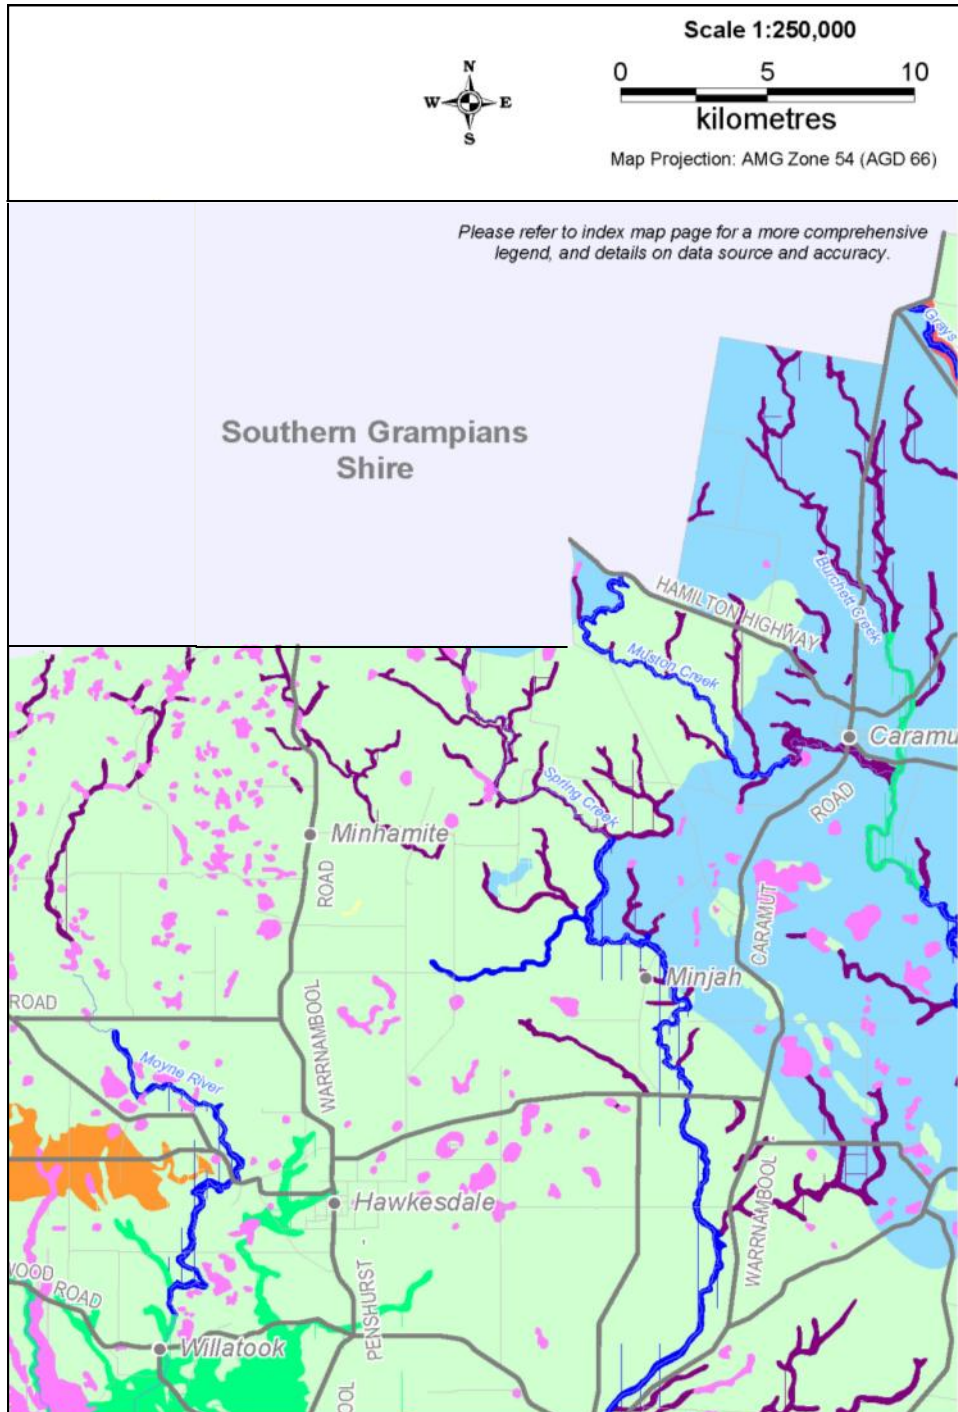 Scale 1:250,000
N
W
E
S
0 5 10
kilometres
Map Projection: AMG Zone 54 (AGD 66)
Please refer to index map page for a more comprehensive
legend, and details on data source and accuracy.
Grays
Southern Grampians
Shire
Burchett Creek
HAMILTON HIGHWAY
Muston Creek
Caramu
Spring Creek
ROAD
Minhamite
ROAD
CARAMUT
Minjah
ROAD
WARRNAMBOOL
Moyne River
Hawkesdale
WARRNAMBOOL -
PENSHURST -
WOOD ROAD
Willatook
OOL